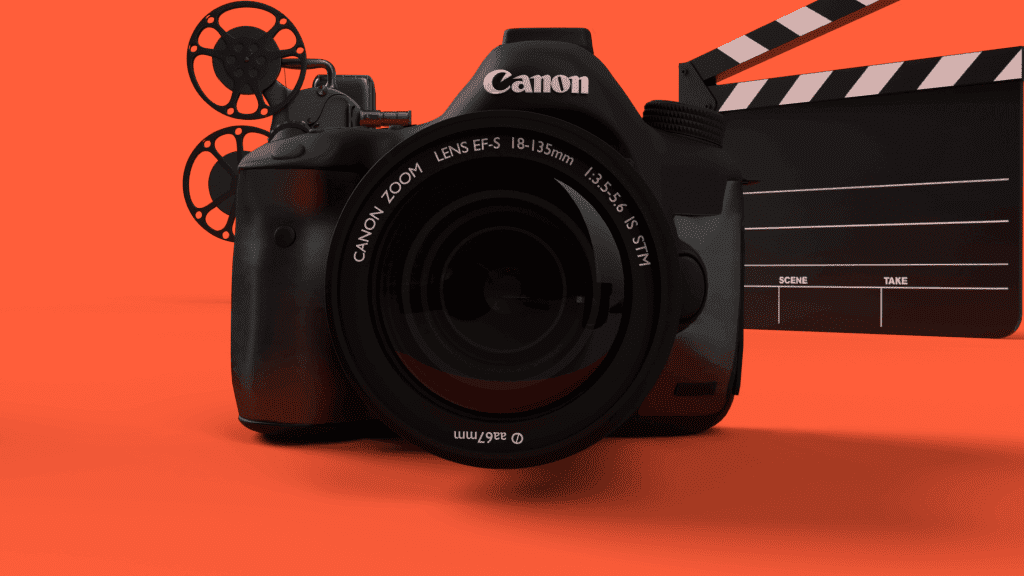 Canon
CANON ZOOM LENS EF-S 18-135mm 1:3.5-5.6 IS STM
∅ aa67mm
SCENE TAKE